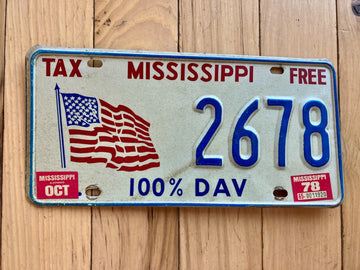 TAX MISSISSIPPI FREE
2678
MISSISSIPPI
OCT
100% DAV
MISSISSIPPI
78